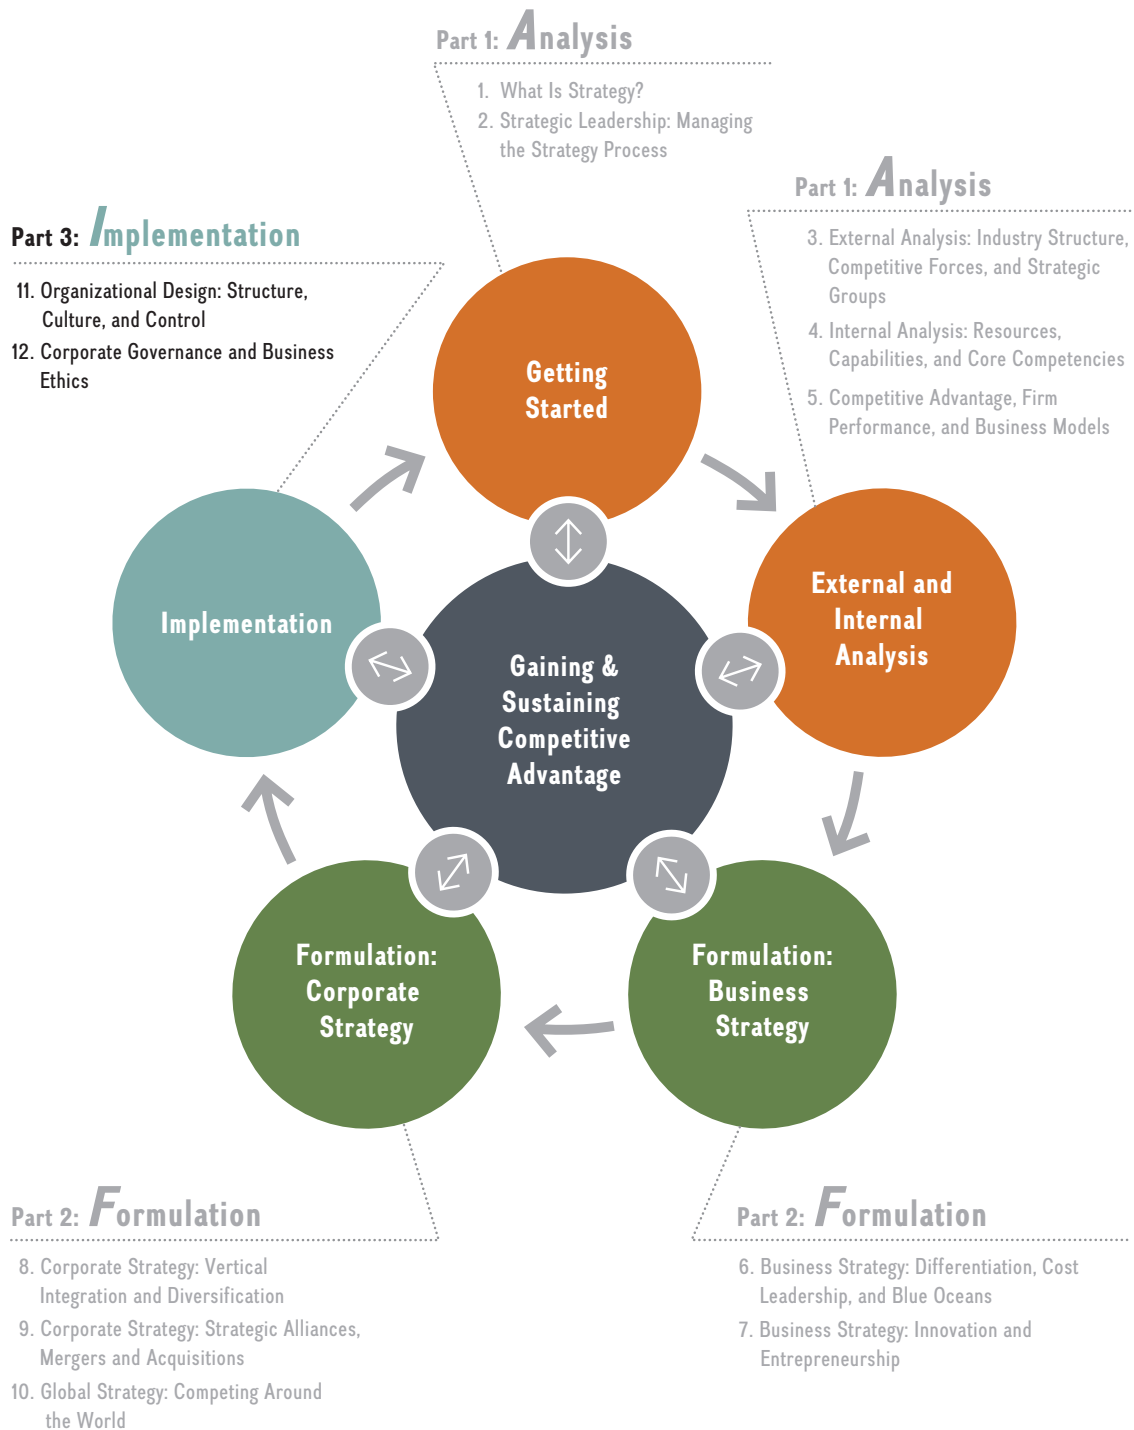 Part 1: Analysis
1. What Is Strategy?
2. Strategic Leadership: Managing
the Strategy Process
Part 1: Analysis
3. External Analysis: Industry Structure,
Competitive Forces, and Strategic
Groups
4. Internal Analysis: Resources,
Capabilities, and Core Competencies
5. Competitive Advantage, Firm
Performance, and Business Models
Part 3: Implementation
11. Organizational Design: Structure,
Culture, and Control
12. Corporate Governance and Business
Ethics
Getting
Started
External and
Internal
Analysis
Implementation
Gaining &
Sustaining
Competitive
Advantage
Formulation:
Corporate
Strategy
Formulation:
Business
Strategy
Part 2: Formulation
8. Corporate Strategy: Vertical
Integration and Diversification
9. Corporate Strategy: Strategic Alliances,
Mergers and Acquisitions
10. Global Strategy: Competing Around
the World
Part 2: Formulation
6. Business Strategy: Differentiation, Cost
Leadership, and Blue Oceans
7. Business Strategy: Innovation and
Entrepreneurship